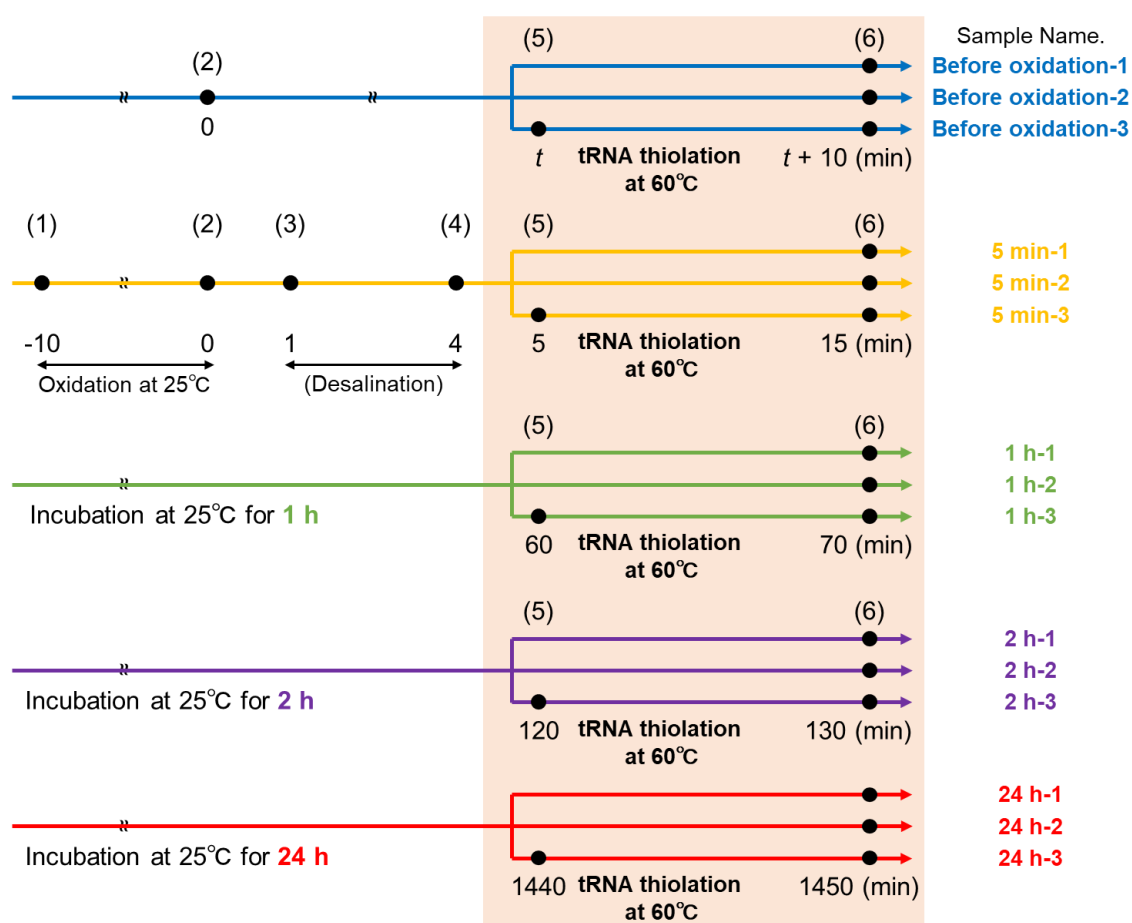 Sample Name.
(2) (5) (6)
Before oxidation-1
Before oxidation-2
Before oxidation-3
0 t tRNA thiolation t + 10 (min)
at 60℃
(1) (2) (3) (4) (5) (6)
5 min-1
5 min-2
5 min-3
-10 0 1 4 5 tRNA thiolation 15 (min)
at 60℃
Oxidation at 25℃ (Desalination)
(5) (6)
1 h-1
1 h-2
1 h-3
Incubation at 25℃ for 1 h
60 tRNA thiolation 70 (min)
at 60℃
(5) (6)
2 h-1
2 h-2
2 h-3
Incubation at 25℃ for 2 h
120 tRNA thiolation 130 (min)
at 60℃
24 h-1
24 h-2
24 h-3
Incubation at 25℃ for 24 h
1440 tRNA thiolation 1450 (min)
at 60℃